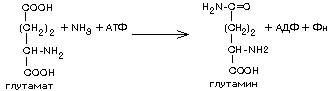 COOH
(CH₂)₂ + NH₃ + АТФ
CH-NH₂
COOH
глутамат
H₂N-C=O
(CH₂)₂ + АДФ + Фн
CH-NH2
COOH
глутамин